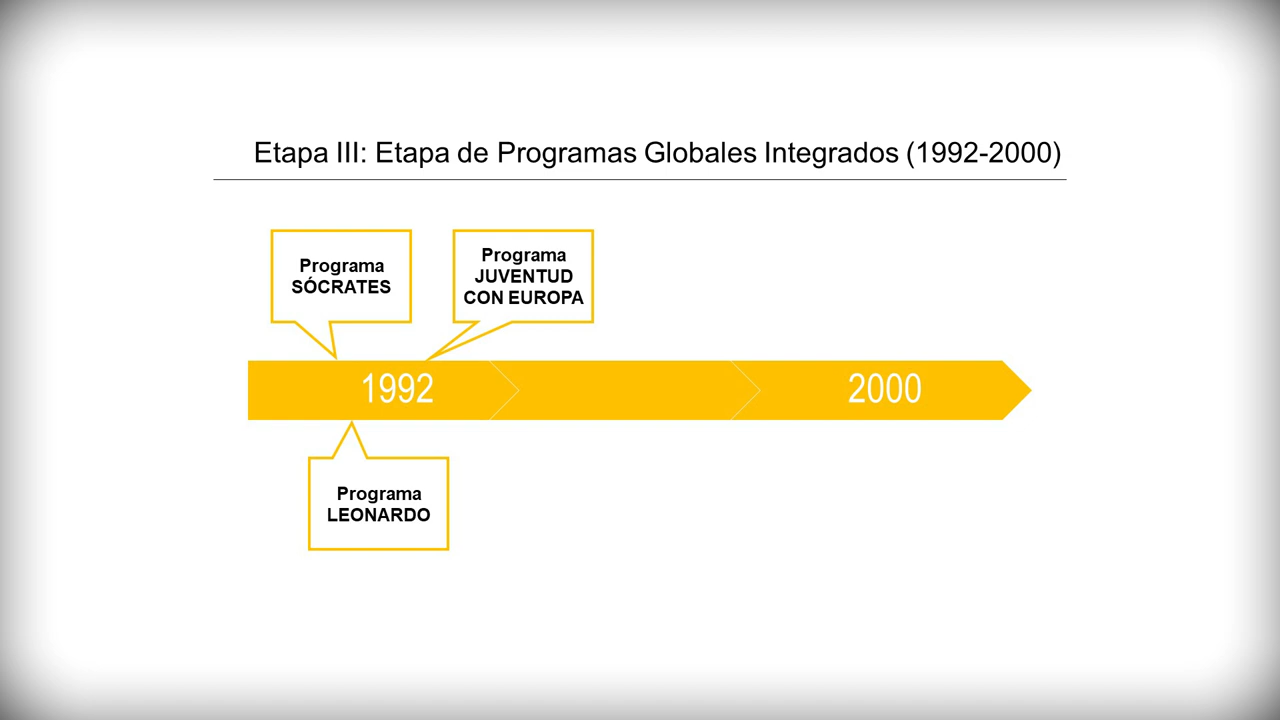 Etapa III: Etapa de Programas Globales Integrados (1992-2000)
Programa
SÓCRATES
Programa
JUVENTUD
CON EUROPA
1992
2000
Programa
LEONARDO